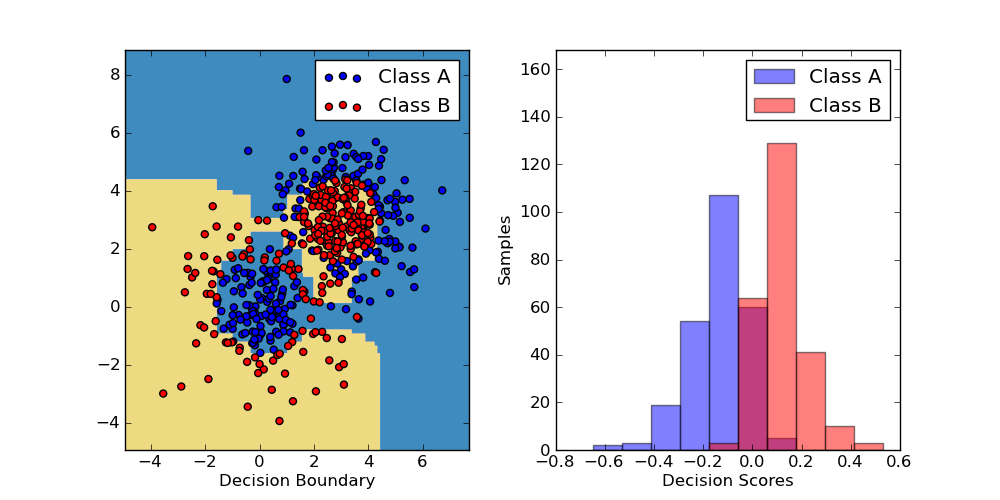 Class A
Class B
8
6
4
2
0
−2
−4
−4 −2 0 2 4 6
Decision Boundary
Class A
Class B
160
140
120
100
80
60
40
20
0
Samples
−0.8 −0.6 −0.4 −0.2 0.0 0.2 0.4 0.6
Decision Scores